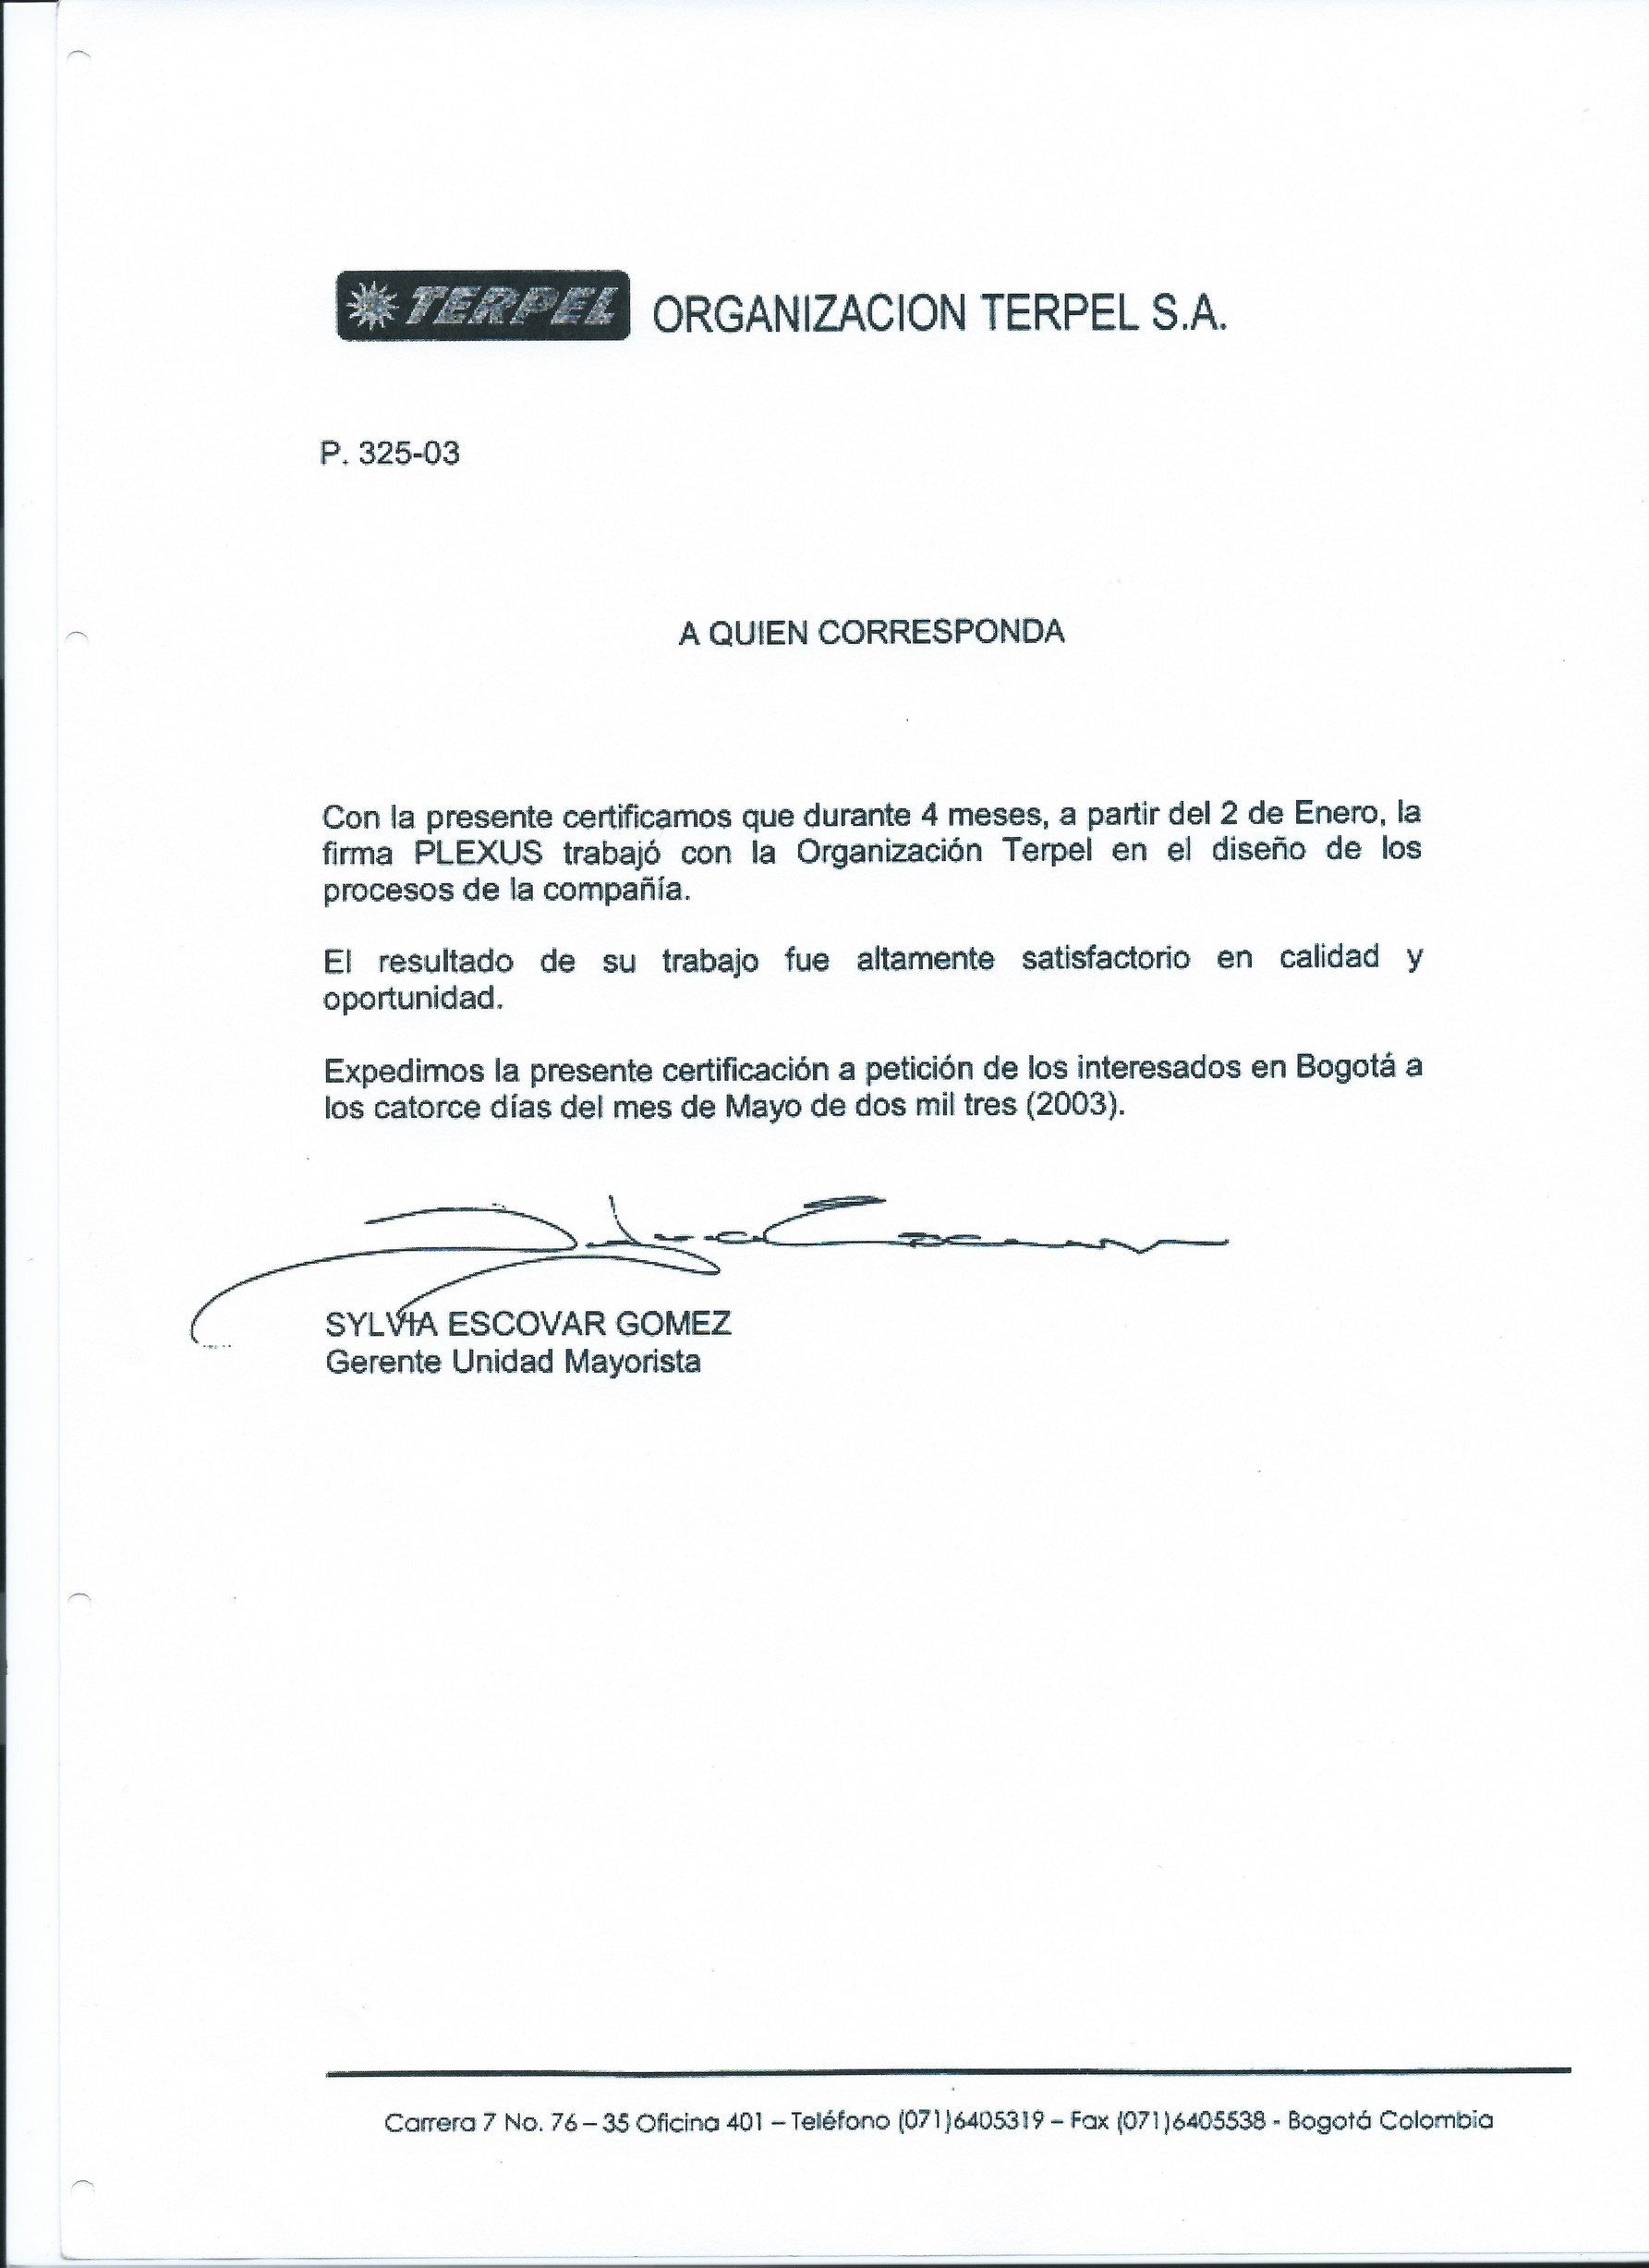 TERPEL ORGANIZACION TERPEL S.A.
P. 325-03
A QUIEN CORRESPONDA
Con la presente certificamos que durante 4 meses, a partir del 2 de Enero, la
firma PLEXUS trabajó con la Organización Terpel en el diseño de los
procesos de la compañía.
El resultado de su trabajo fue altamente satisfactorio en calidad y
oportunidad.
Expedimos la presente certificación a petición de los interesados en Bogotá a
los catorce días del mes de Mayo de dos mil tres (2003).
SYLVIA ESCOVAR GOMEZ
Gerente Unidad Mayorista
Carrera 7 No. 76 – 35 Oficina 401 – Teléfono (071)6405319 – Fax (071)6405538 - Bogotá Colombia